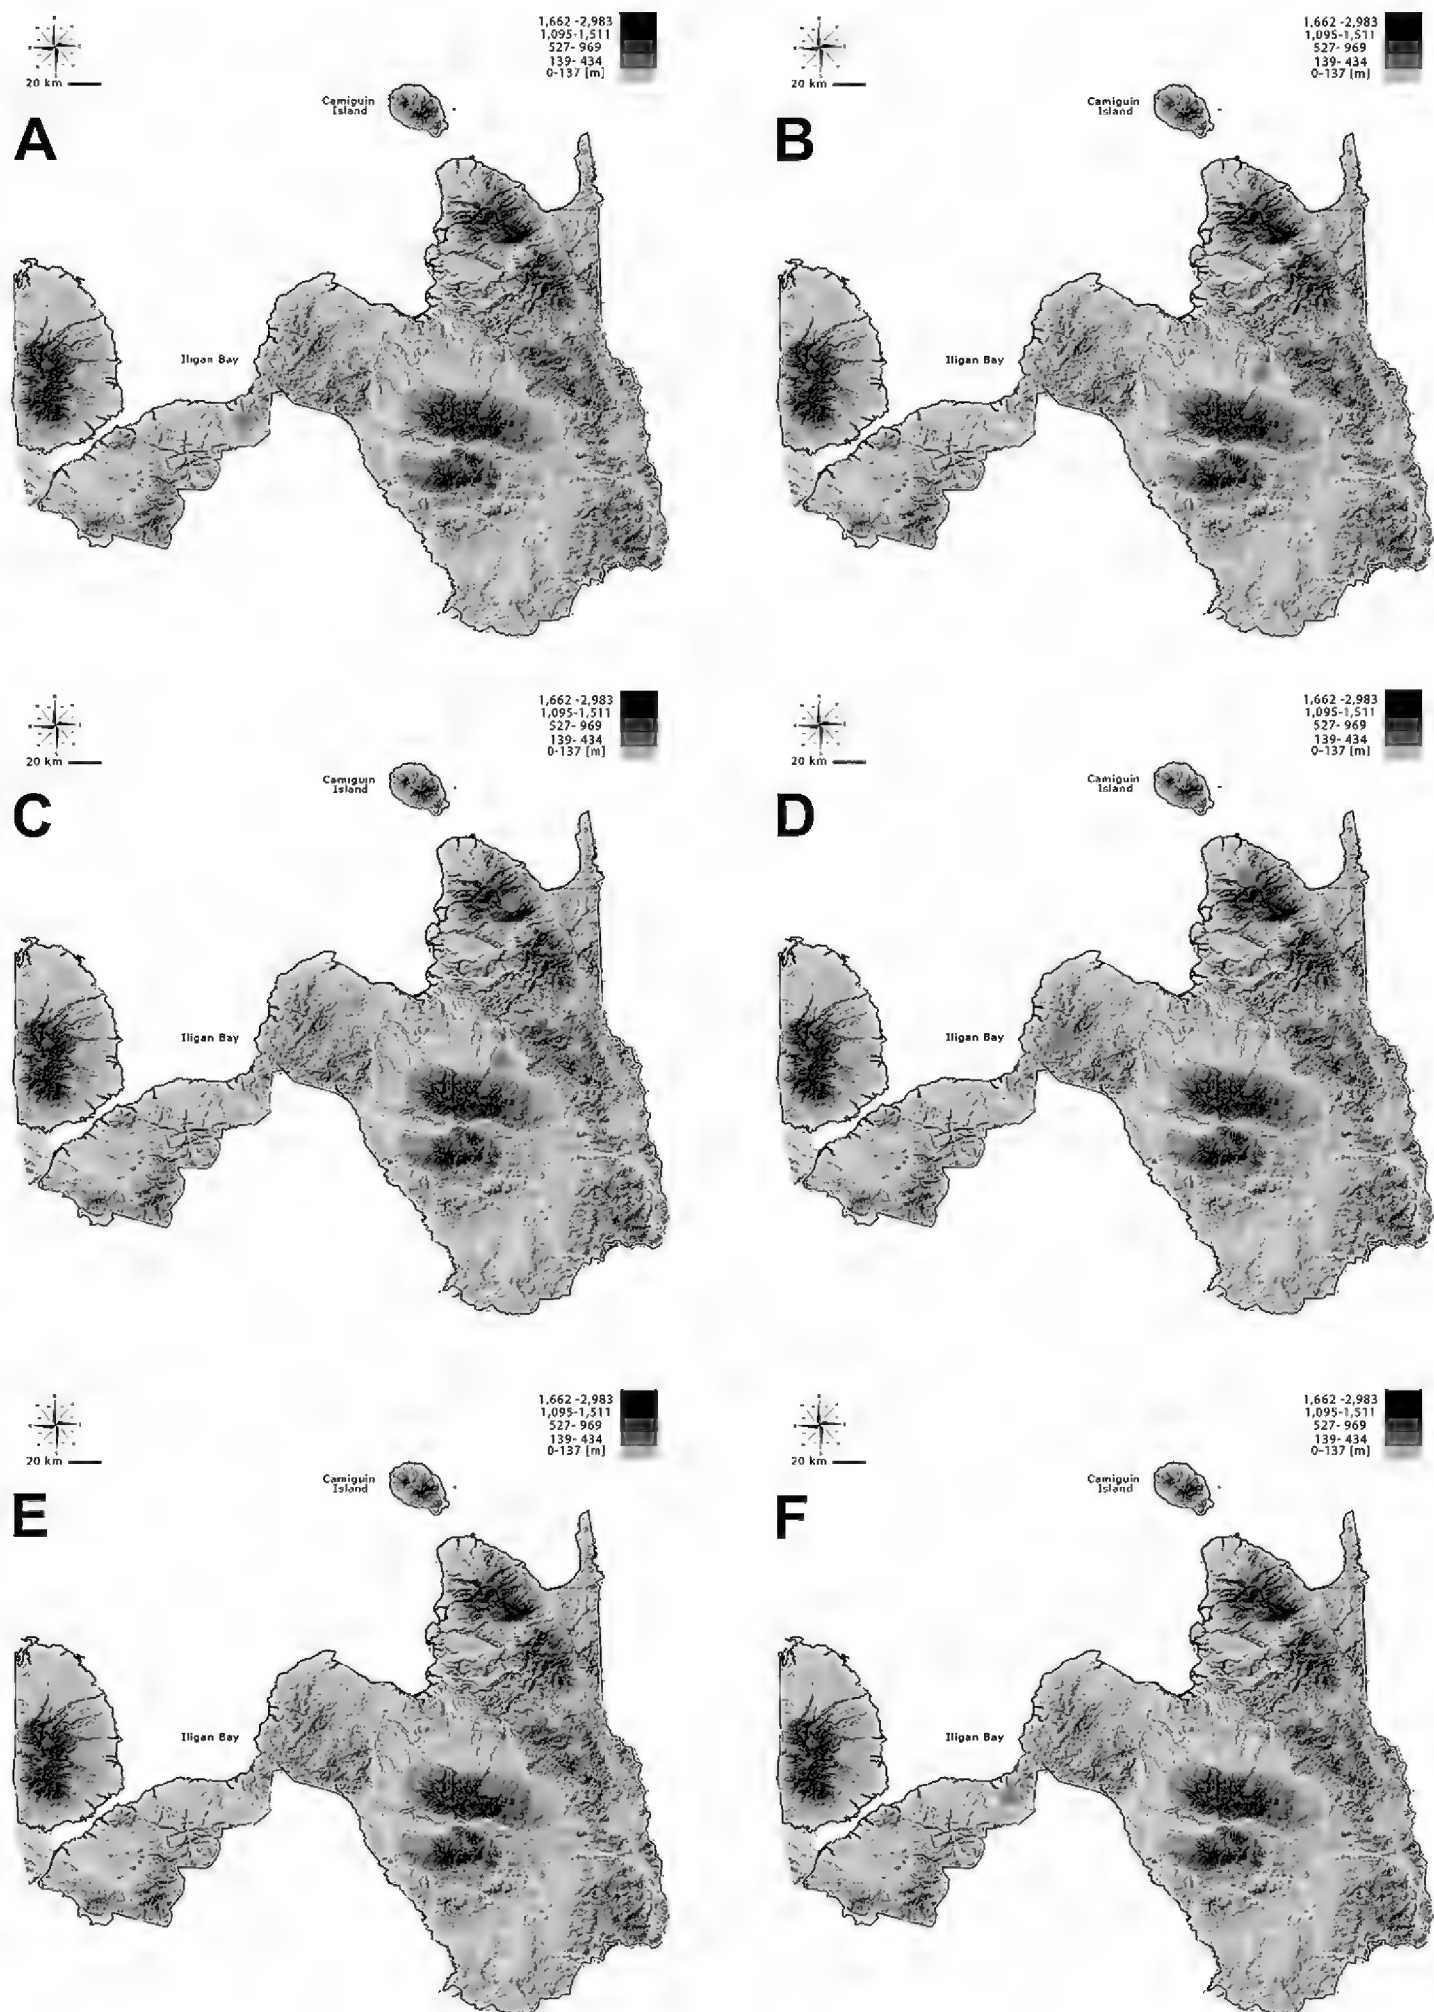 1,662 -2,983
1,095-1,511
527- 969
139- 434
0-137 [m]
20 km
Camiguin
Island
A
Iligan Bay
1,662 -2,983
1,095-1,511
527- 969
139- 434
0-137 [m]
20 km
Camiguin
Island
B
Iligan Bay
1,662 -2,983
1,095-1,511
527- 969
139- 434
0-137 [m]
20 km
Camiguin
Island
C
Iligan Bay
1,662 -2,983
1,095-1,511
527- 969
139- 434
0-137 [m]
20 km
Camiguin
Island
D
Iligan Bay
1,662 -2,983
1,095-1,511
527- 969
139- 434
0-137 [m]
20 km
Camiguin
Island
E
Iligan Bay
1,662 -2,983
1,095-1,511
527- 969
139- 434
0-137 [m]
20 km
Camiguin
Island
F
Iligan Bay